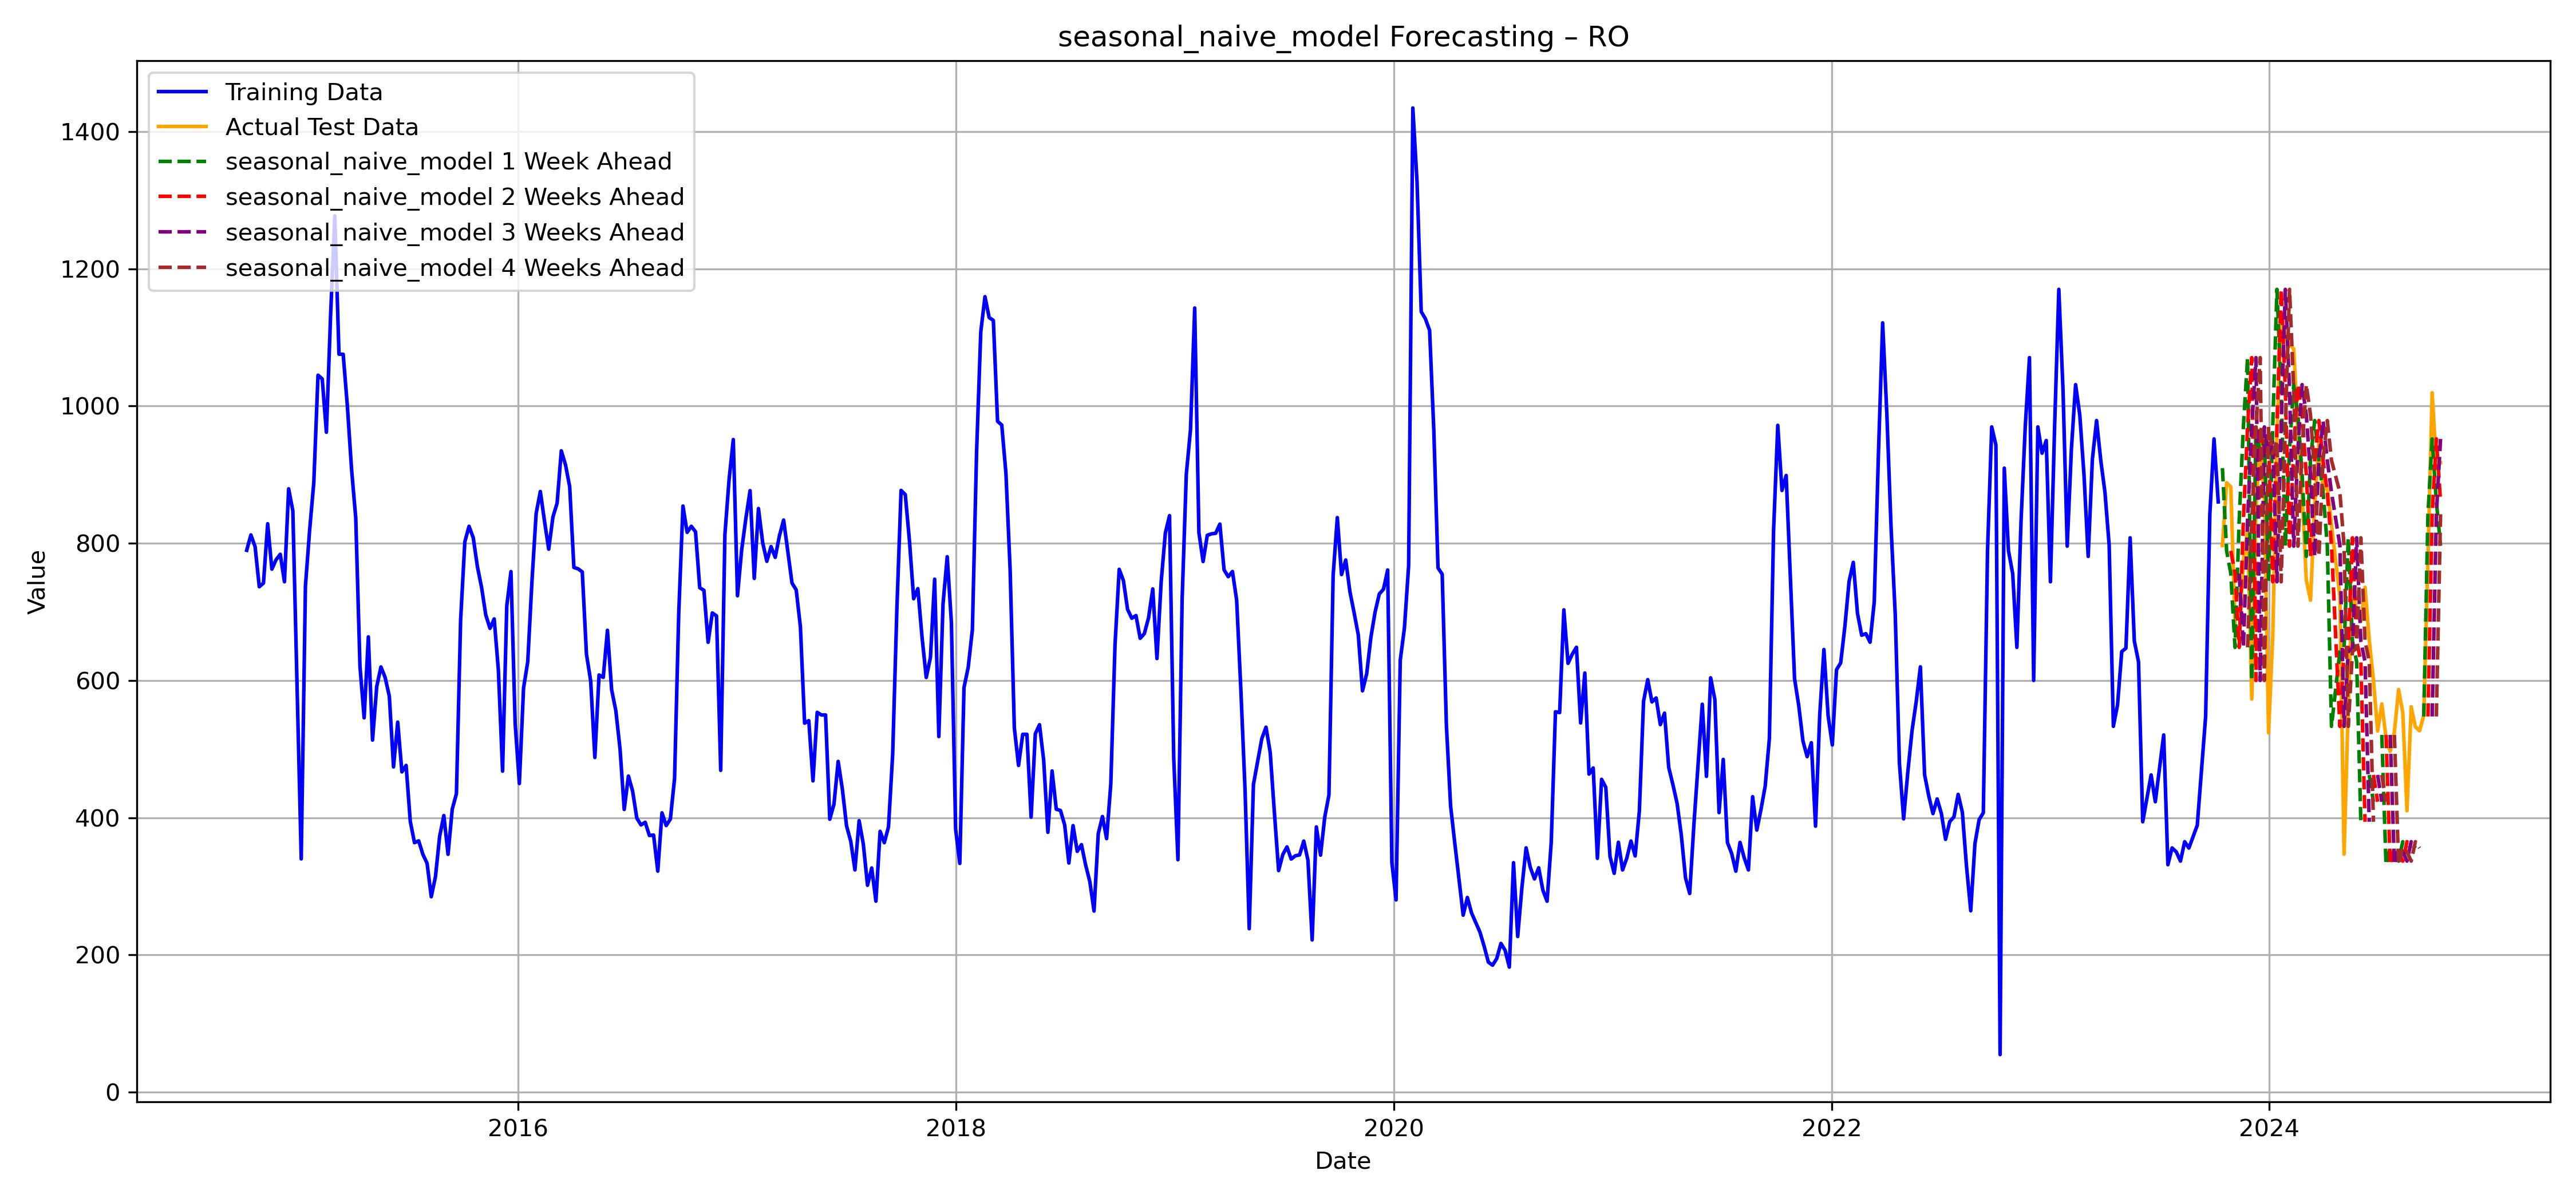 seasonal_naive_model Forecasting – RO
Training Data
Actual Test Data
seasonal_naive_model 1 Week Ahead
seasonal_naive_model 2 Weeks Ahead
seasonal_naive_model 3 Weeks Ahead
seasonal_naive_model 4 Weeks Ahead
1400
1200
1000
800
600
400
200
0
Value
2016
2018
2020
2022
2024
Date